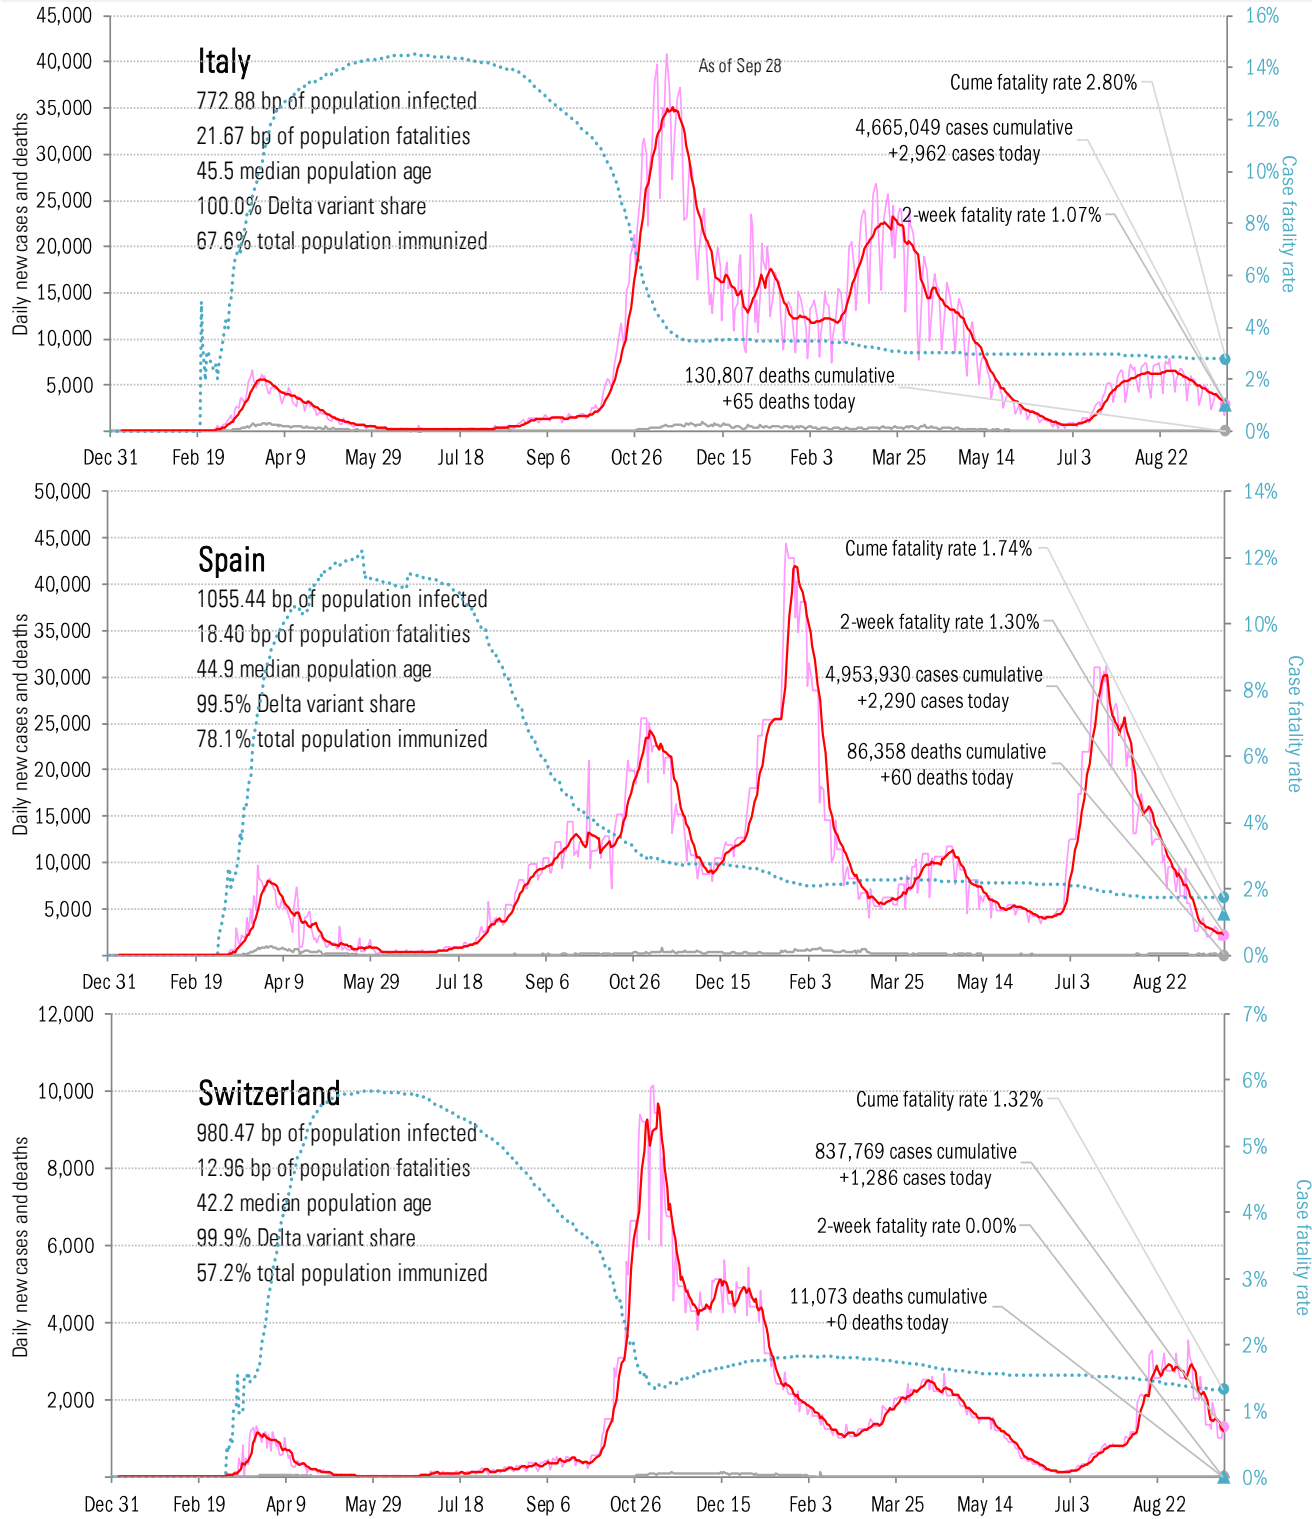 45,000
40,000
35,000
30,000
25,000
20,000
15,000
10,000
5,000
Daily new cases and deaths
Italy
772.88 bp of population infected
21.67 bp of population fatalities
45.5 median population age
100.0% Delta variant share
67.6% total population immunized
As of Sep 28
Cume fatality rate 2.80%
4,665,049 cases cumulative
+2,962 cases today
2-week fatality rate 1.07%
130,807 deaths cumulative
+65 deaths today
16%
14%
12%
10%
8%
6%
4%
2%
0%
Case fatality rate
Dec 31 Feb 19 Apr 9 May 29 Jul 18 Sep 6 Oct 26 Dec 15 Feb 3 Mar 25 May 14 Jul 3 Aug 22
50,000
45,000
40,000
35,000
30,000
25,000
20,000
15,000
10,000
5,000
Daily new cases and deaths
Spain
1055.44 bp of population infected
18.40 bp of population fatalities
44.9 median population age
99.5% Delta variant share
78.1% total population immunized
Cume fatality rate 1.74%
2-week fatality rate 1.30%
4,953,930 cases cumulative
+2,290 cases today
86,358 deaths cumulative
+60 deaths today
14%
12%
10%
8%
6%
4%
2%
0%
Case fatality rate
Dec 31 Feb 19 Apr 9 May 29 Jul 18 Sep 6 Oct 26 Dec 15 Feb 3 Mar 25 May 14 Jul 3 Aug 22
12,000
10,000
8,000
6,000
4,000
2,000
Daily new cases and deaths
Switzerland
980.47 bp of population infected
12.96 bp of population fatalities
42.2 median population age
99.9% Delta variant share
57.2% total population immunized
Cume fatality rate 1.32%
837,769 cases cumulative
+1,286 cases today
2-week fatality rate 0.00%
11,073 deaths cumulative
+0 deaths today
7%
6%
5%
4%
3%
2%
1%
0%
Case fatality rate
Dec 31 Feb 19 Apr 9 May 29 Jul 18 Sep 6 Oct 26 Dec 15 Feb 3 Mar 25 May 14 Jul 3 Aug 22